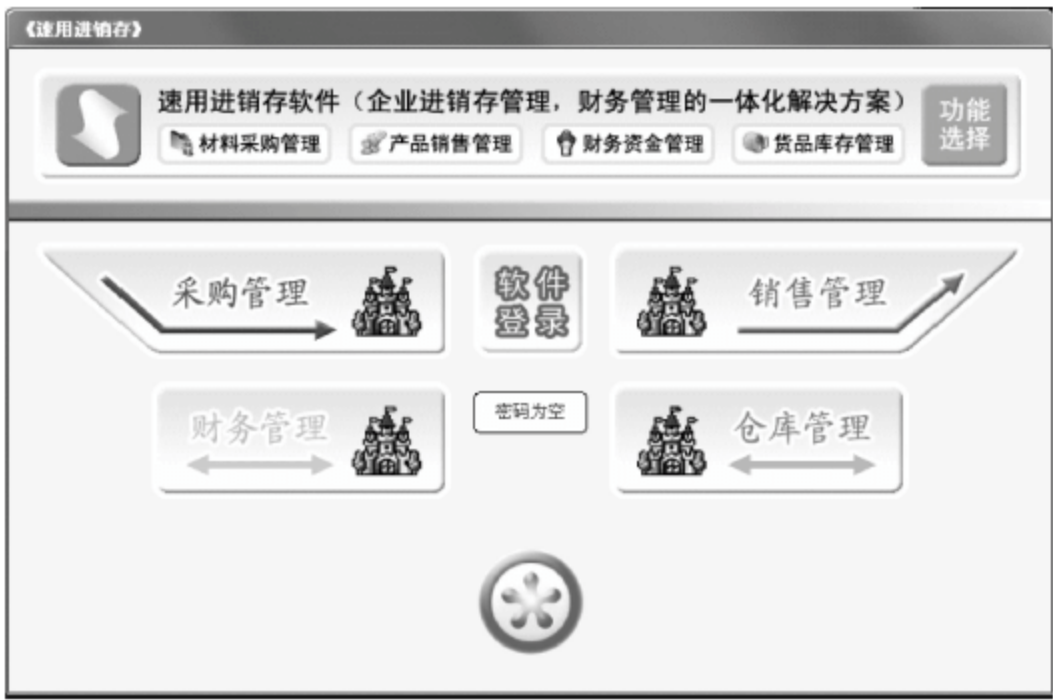 《速用进销存》
速用进销存软件（企业进销存管理，财务管理的一体化解决方案）
材料采购管理 产品销售管理 财务资金管理 货品库存管理
功能
选择
采购管理
软件
登录
销售管理
财务管理
密码为空
仓库管理